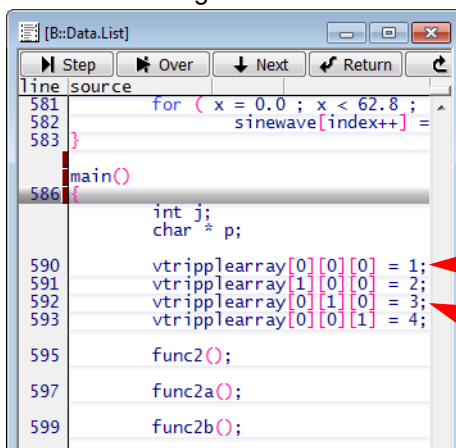 [B::Data.List]
Step Over Next Return
line source
581 for ( x = 0.0 ; x < 62.8 ;
582 sinewave[index++] =
583 }
main()
586 {
int j;
char * p;
590 vtripplearray[0][0][0] = 1;
591 vtripplearray[1][0][0] = 2;
592 vtripplearray[0][1][0] = 3;
593 vtripplearray[0][0][1] = 4;
595 func2();
597 func2a();
599 func2b();